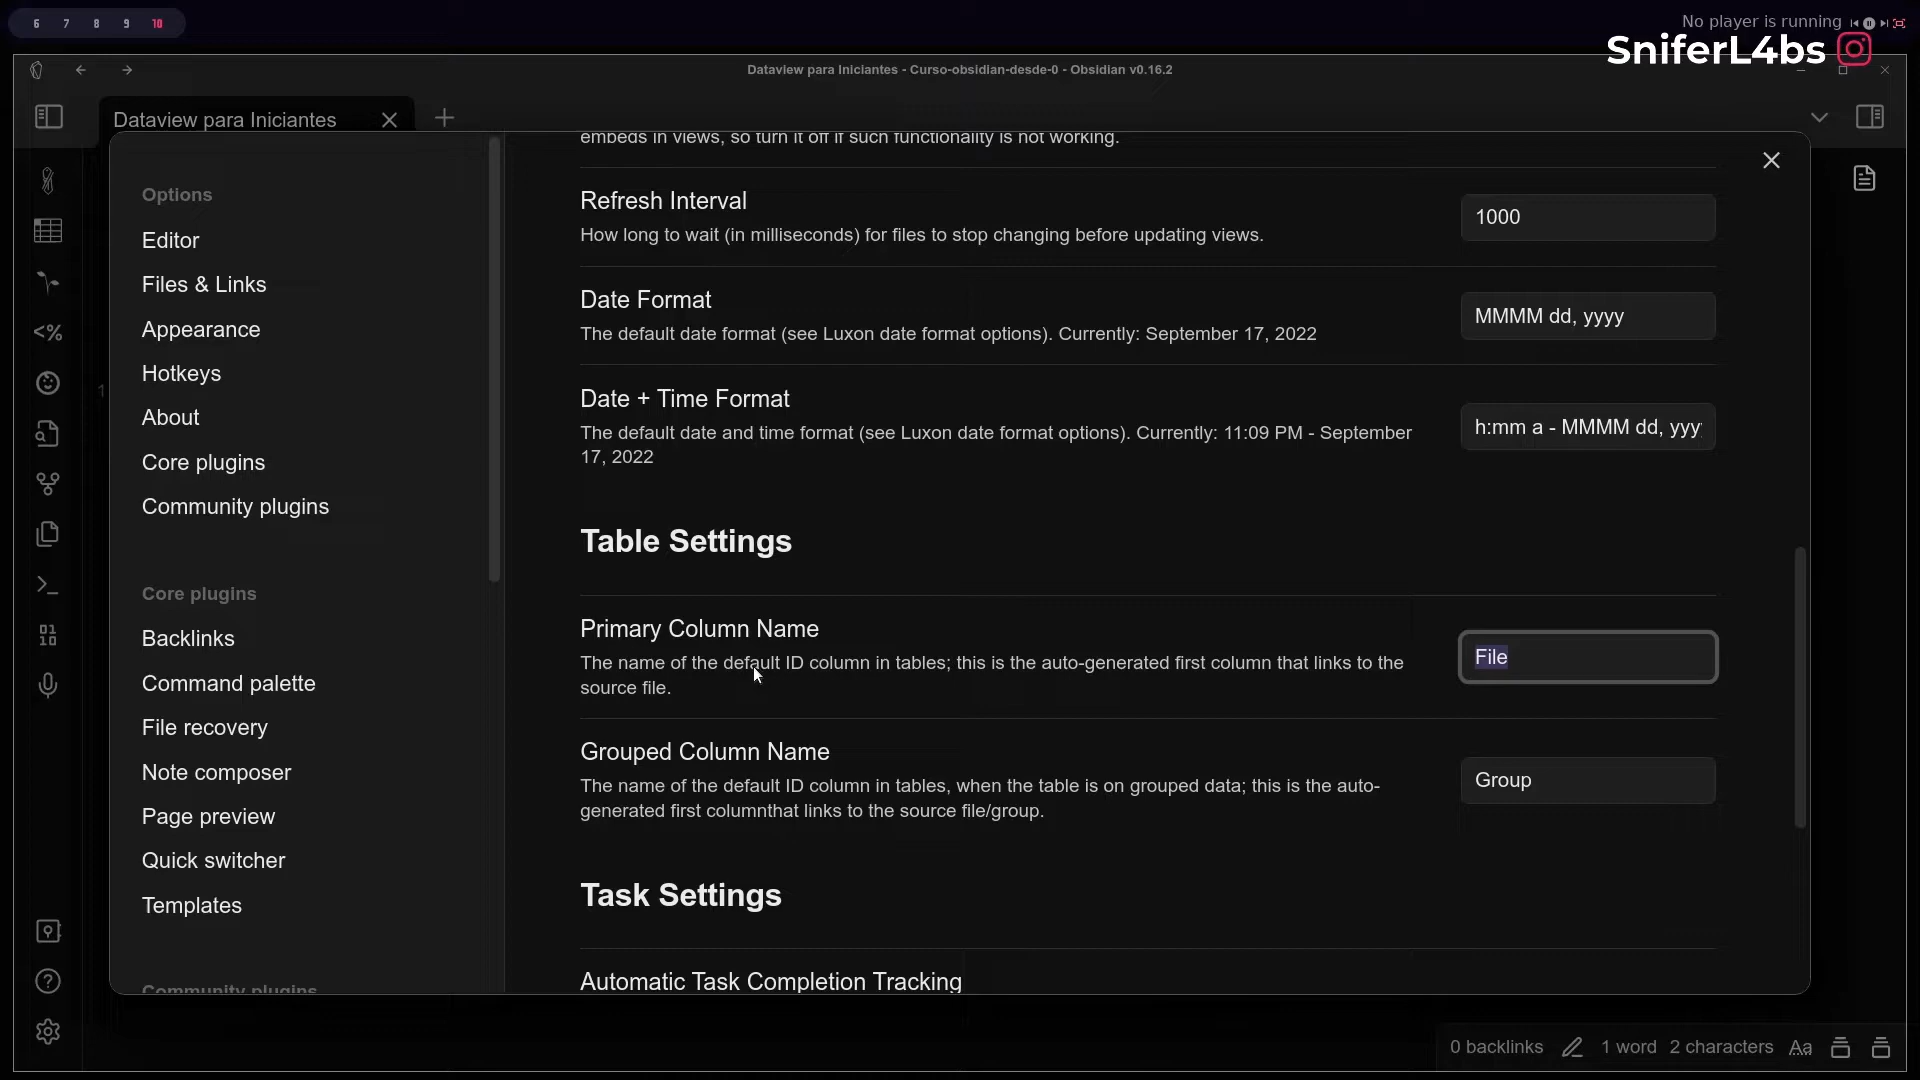 6 7 8 9 10
No player is running
SniferL4bs
Dataview para Iniciantes - Curso-obsidian-desde-0 - Obsidian v0.16.2
Dataview para Iniciantes
embeds in views, so turn it off if such functionality is not working.
Options
Editor
Files & Links
Appearance
Hotkeys
About
Core plugins
Community plugins
Core plugins
Backlinks
Command palette
File recovery
Note composer
Page preview
Quick switcher
Templates
Community plugins
Refresh Interval
How long to wait (in milliseconds) for files to stop changing before updating views.
1000
Date Format
The default date format (see Luxon date format options). Currently: September 17, 2022
MMMM dd, yyyy
Date + Time Format
The default date and time format (see Luxon date format options). Currently: 11:09 PM - September
17, 2022
h:mm a - MMMM dd, yyy
Table Settings
Primary Column Name
The name of the default ID column in tables; this is the auto-generated first column that links to the
source file.
File
Grouped Column Name
The name of the default ID column in tables, when the table is on grouped data; this is the auto-
generated first columnthat links to the source file/group.
Group
Task Settings
Automatic Task Completion Tracking
1
0 backlinks 1 word 2 characters Aa